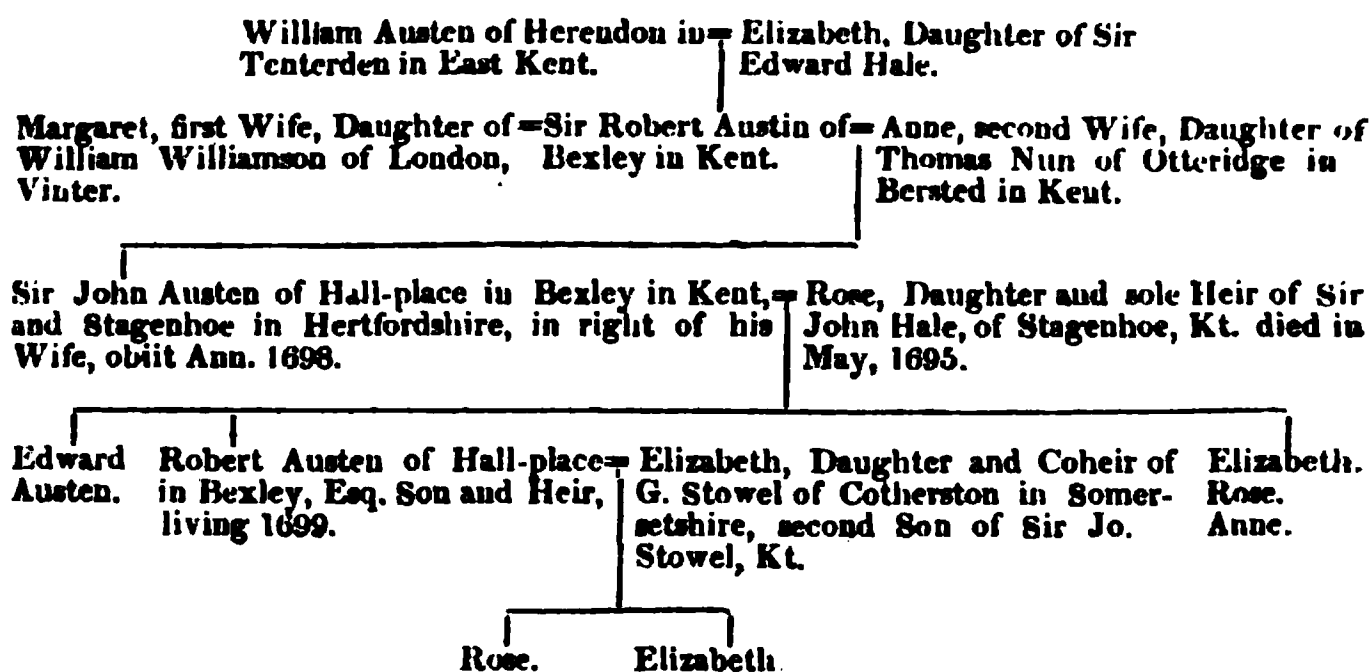 William Austen of Herendon in = Elizabeth, Daughter of Sir
Tenterden in East Kent. Edward Hale.
Margaret, first Wife, Daughter of = Sir Robert Austin of = Anne, second Wife, Daughter of
William Williamson of London, Bexley in Kent. Thomas Nun of Otteridge in
Vinter. Bersted in Kent.
Sir John Austen of Hall-place in Bexley in Kent, = Rose, Daughter and sole Heir of Sir
and Stagenhoe in Hertfordshire, in right of his John Hale, of Stagenhoe, Kt. died in
Wife, obiit Ann. 1698. May, 1695.
Edward Robert Austen of Hall-place = Elizabeth, Daughter and Coheir of Elizabeth.
Austen. in Bexley, Esq. Son and Heir, G. Stowel of Cotherston in Somer- Rose.
living 1699. setshire, second Son of Sir Jo. Anne.
Stowel, Kt.
Rose. Elizabeth